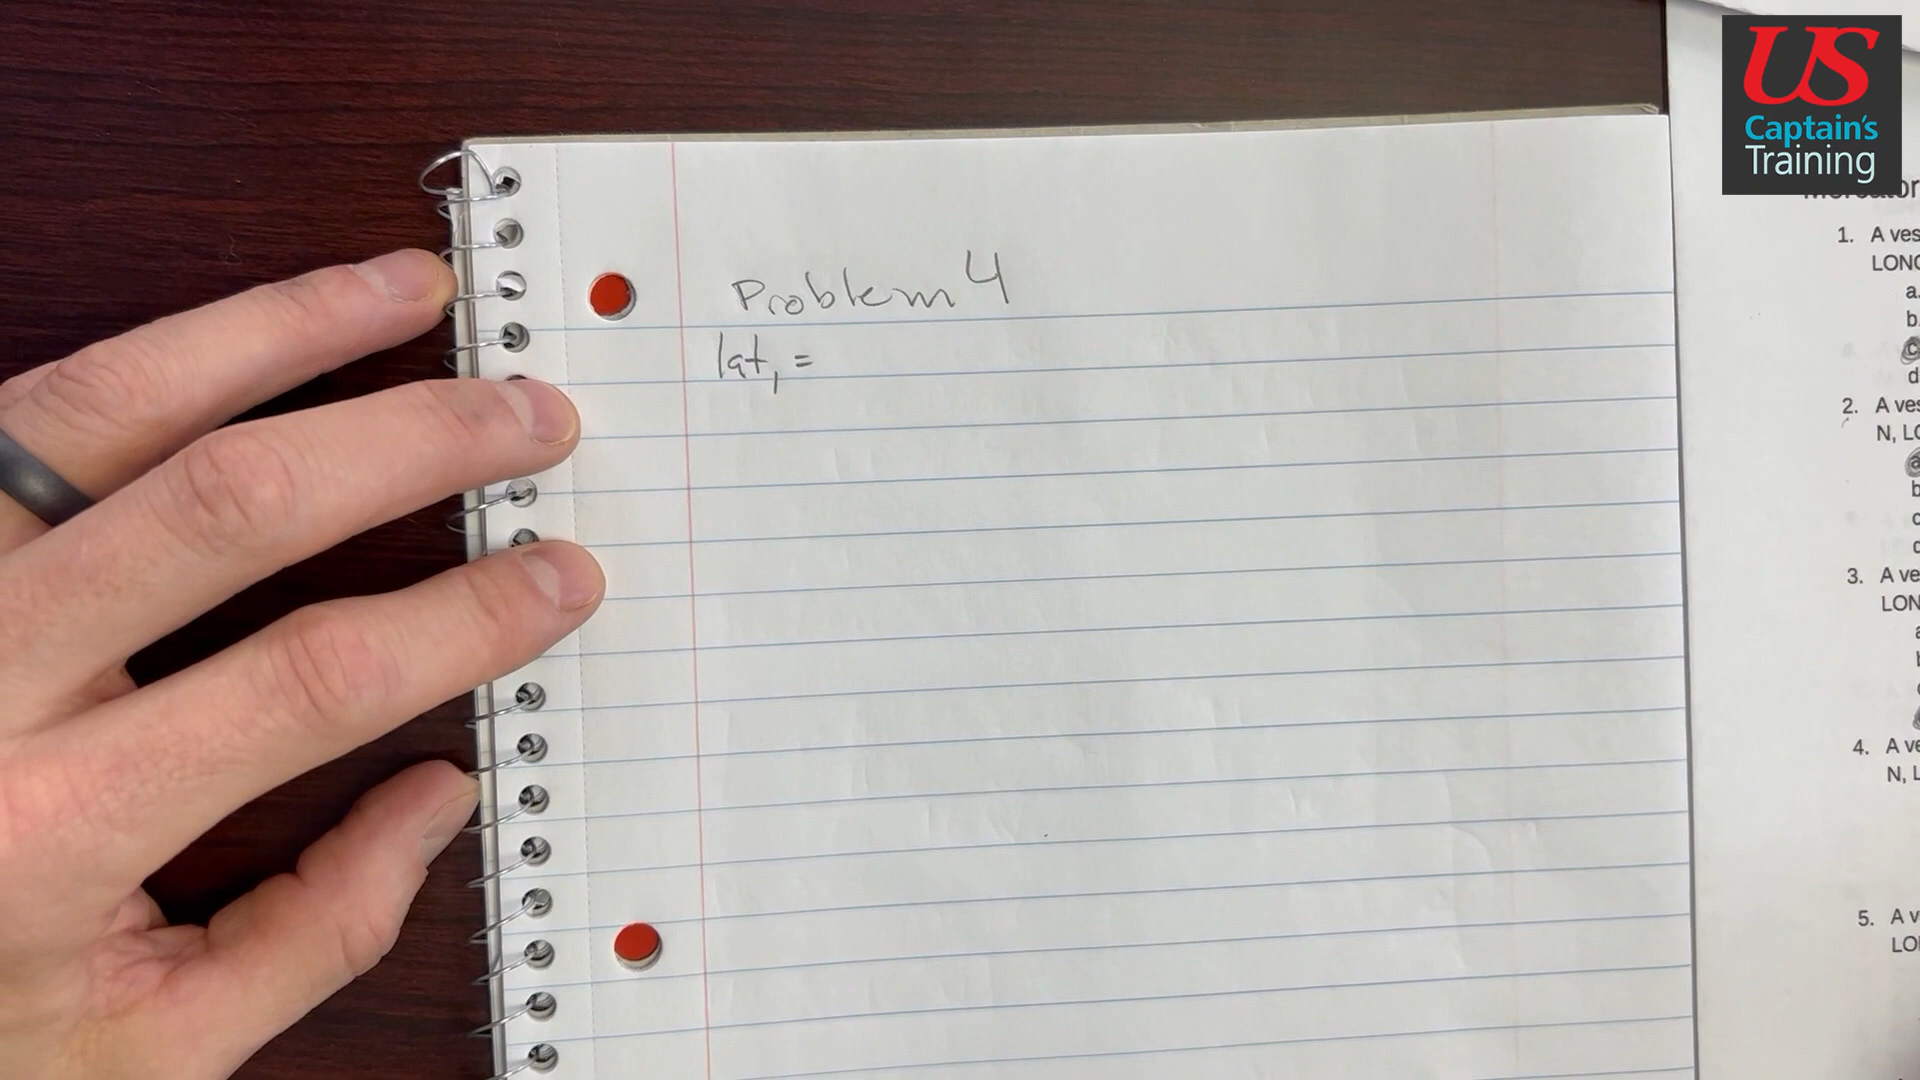 US
Captain's
Training
Problem 4
lat₁ =
1. A ves
LONG
a.
b.
c
d
2. A ves
N, LO
a
b
c
d
3. A ve
LON
a
b
4. A ve
N, L
5. A v
LO